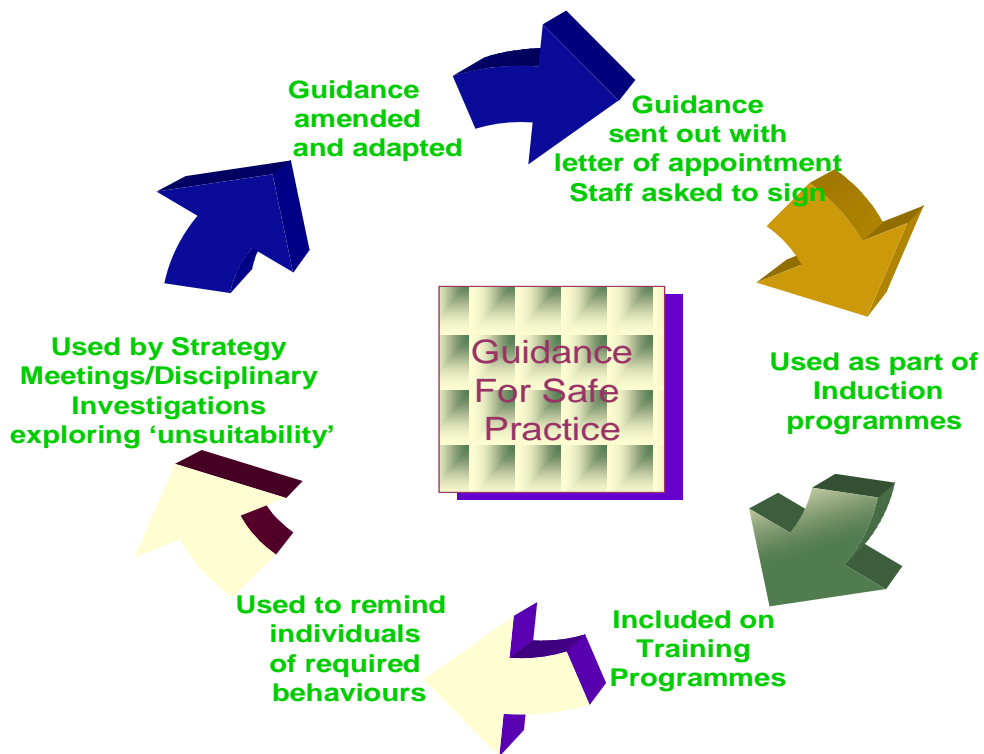 Guidance
amended
and adapted
Guidance
sent out with
letter of appointment
Staff asked to sign
Used as part of
Induction
programmes
Included on
Training
Programmes
Used to remind
individuals
of required
behaviours
Used by Strategy
Meetings/Disciplinary
Investigations
exploring ‘unsuitability’
Guidance
For Safe
Practice